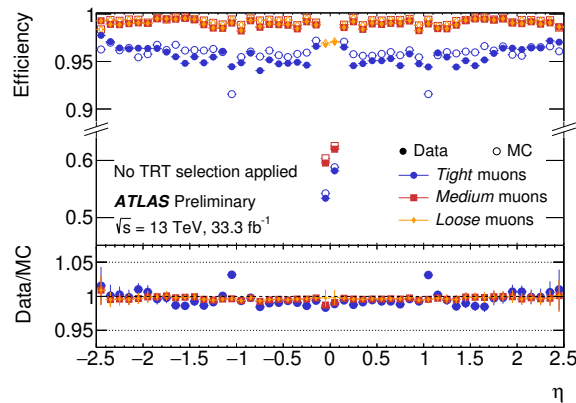 Efficiency
1
0.95
0.9
0.6
0.5
No TRT selection applied
ATLAS Preliminary
√s = 13 TeV, 33.3 fb⁻¹
Data MC
Tight muons
Medium muons
Loose muons
Data/MC
1.05
1
0.95
−2.5 −2 −1.5 −1 −0.5 0 0.5 1 1.5 2 2.5
η